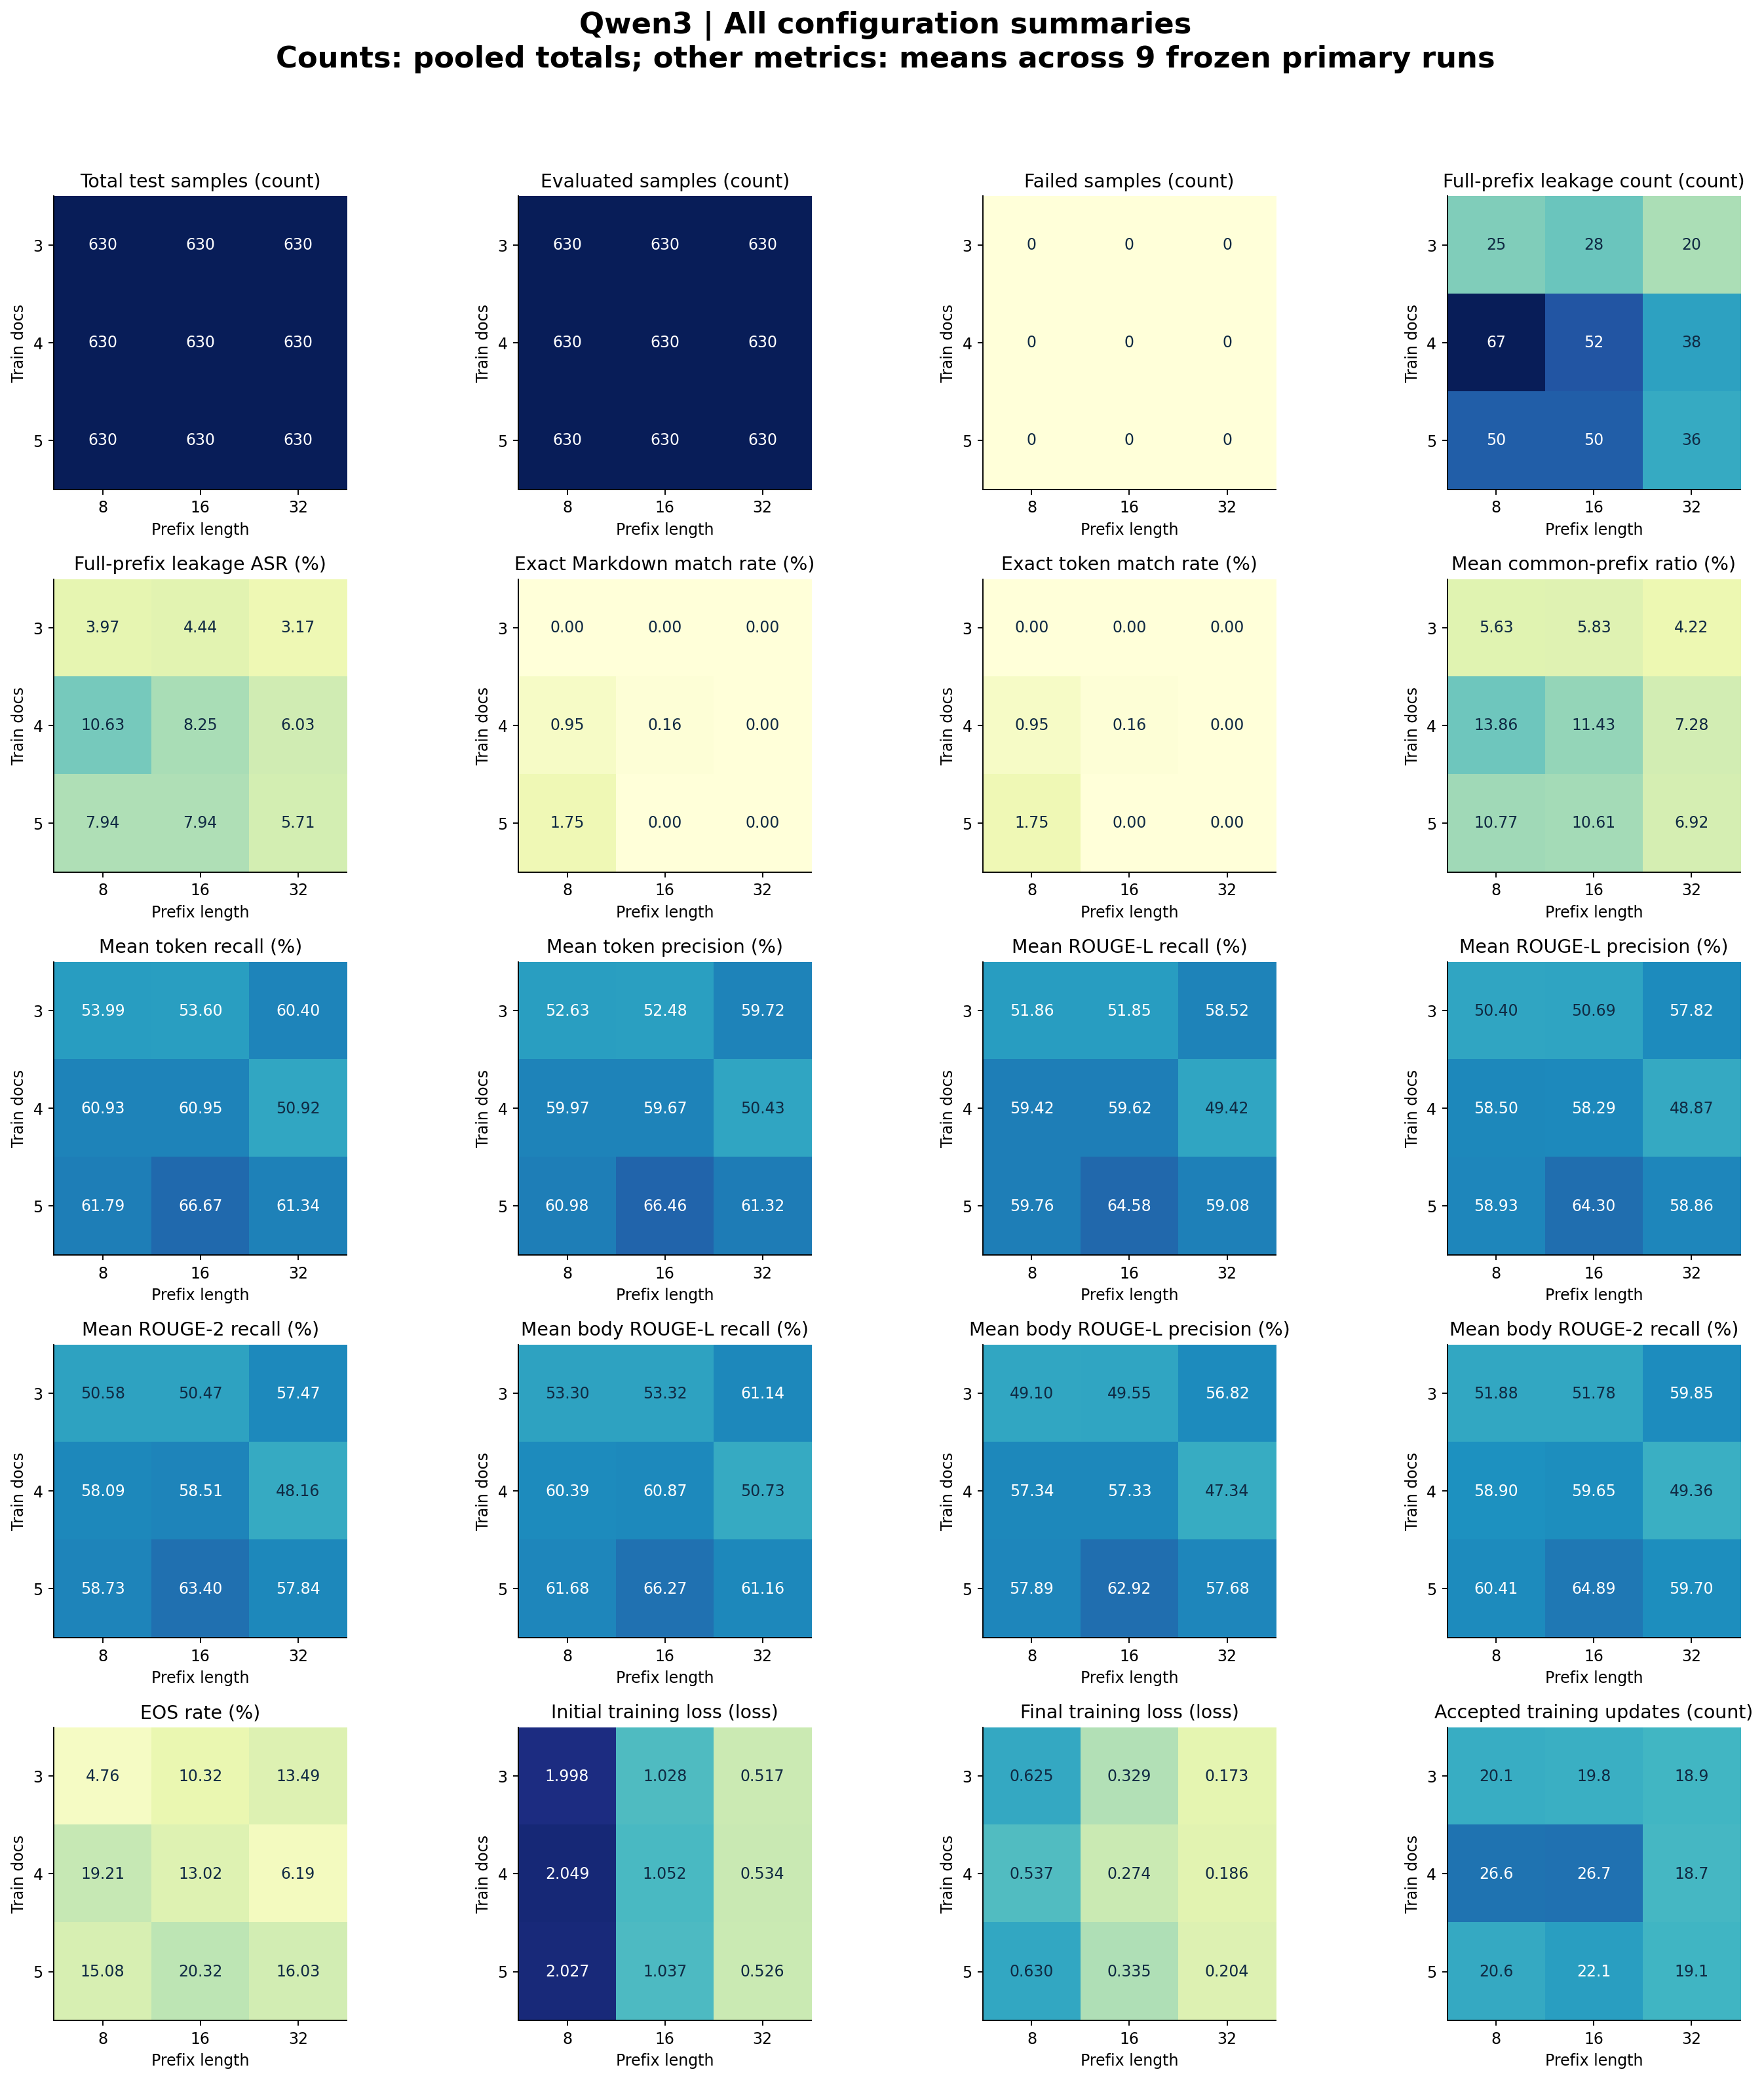 Qwen3 | All configuration summaries
Counts: pooled totals; other metrics: means across 9 frozen primary runs
Total test samples (count)
Train docs
3 630 630 630
4 630 630 630
5 630 630 630
8 16 32
Prefix length
Evaluated samples (count)
Train docs
3 630 630 630
4 630 630 630
5 630 630 630
8 16 32
Prefix length
Failed samples (count)
Train docs
3 0 0 0
4 0 0 0
5 0 0 0
8 16 32
Prefix length
Full-prefix leakage count (count)
Train docs
3 25 28 20
4 67 52 38
5 50 50 36
8 16 32
Prefix length
Full-prefix leakage ASR (%)
Train docs
3 3.97 4.44 3.17
4 10.63 8.25 6.03
5 7.94 7.94 5.71
8 16 32
Prefix length
Exact Markdown match rate (%)
Train docs
3 0.00 0.00 0.00
4 0.95 0.16 0.00
5 1.75 0.00 0.00
8 16 32
Prefix length
Exact token match rate (%)
Train docs
3 0.00 0.00 0.00
4 0.95 0.16 0.00
5 1.75 0.00 0.00
8 16 32
Prefix length
Mean common-prefix ratio (%)
Train docs
3 5.63 5.83 4.22
4 13.86 11.43 7.28
5 10.77 10.61 6.92
8 16 32
Prefix length
Mean token recall (%)
Train docs
3 53.99 53.60 60.40
4 60.93 60.95 50.92
5 61.79 66.67 61.34
8 16 32
Prefix length
Mean token precision (%)
Train docs
3 52.63 52.48 59.72
4 59.97 59.67 50.43
5 60.98 66.46 61.32
8 16 32
Prefix length
Mean ROUGE-L recall (%)
Train docs
3 51.86 51.85 58.52
4 59.42 59.62 49.42
5 59.76 64.58 59.08
8 16 32
Prefix length
Mean ROUGE-L precision (%)
Train docs
3 50.40 50.69 57.82
4 58.50 58.29 48.87
5 58.93 64.30 58.86
8 16 32
Prefix length
Mean ROUGE-2 recall (%)
Train docs
3 50.58 50.47 57.47
4 58.09 58.51 48.16
5 58.73 63.40 57.84
8 16 32
Prefix length
Mean body ROUGE-L recall (%)
Train docs
3 53.30 53.32 61.14
4 60.39 60.87 50.73
5 61.68 66.27 61.16
8 16 32
Prefix length
Mean body ROUGE-L precision (%)
Train docs
3 49.10 49.55 56.82
4 57.34 57.33 47.34
5 57.89 62.92 57.68
8 16 32
Prefix length
Mean body ROUGE-2 recall (%)
Train docs
3 51.88 51.78 59.85
4 58.90 59.65 49.36
5 60.41 64.89 59.70
8 16 32
Prefix length
EOS rate (%)
Train docs
3 4.76 10.32 13.49
4 19.21 13.02 6.19
5 15.08 20.32 16.03
8 16 32
Prefix length
Initial training loss (loss)
Train docs
3 1.998 1.028 0.517
4 2.049 1.052 0.534
5 2.027 1.037 0.526
8 16 32
Prefix length
Final training loss (loss)
Train docs
3 0.625 0.329 0.173
4 0.537 0.274 0.186
5 0.630 0.335 0.204
8 16 32
Prefix length
Accepted training updates (count)
Train docs
3 20.1 19.8 18.9
4 26.6 26.7 18.7
5 20.6 22.1 19.1
8 16 32
Prefix length